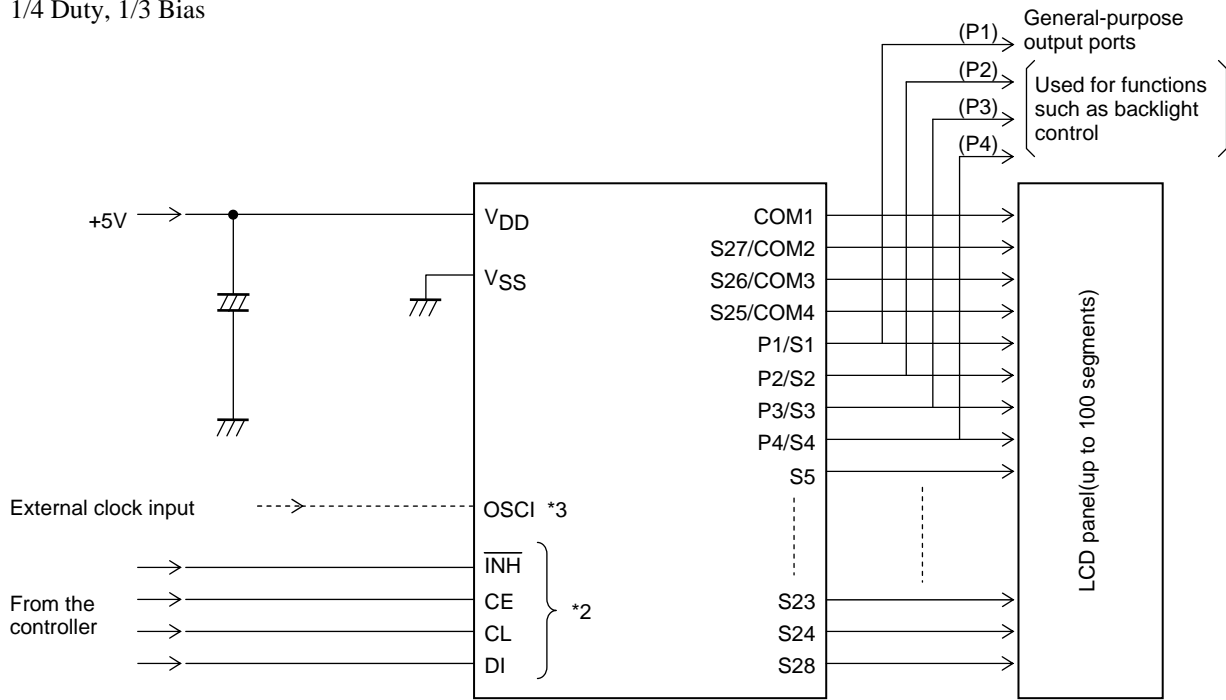 1/4 Duty, 1/3 Bias
(P1)
General-purpose
output ports
(P2)
(P3)
(P4)
Used for functions
such as backlight
control
+5V
VDD
VSS
COM1
S27/COM2
S26/COM3
S25/COM4
P1/S1
P2/S2
P3/S3
P4/S4
S5
LCD panel(up to 100 segments)
External clock input
OSCI *3
INH
From the
controller
CE
CL
DI
*2
S23
S24
S28